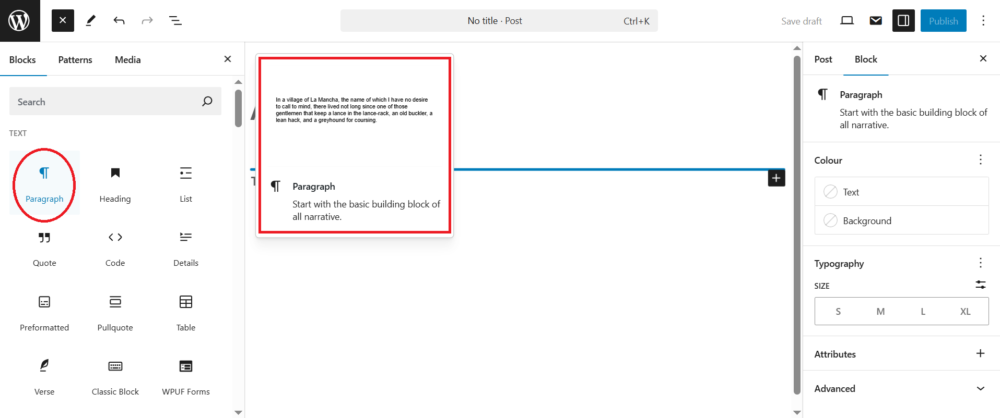 No title · Post
Ctrl+K
Save draft
Publish
Blocks
Patterns
Media
Search
TEXT
Paragraph
Heading
List
Quote
Code
Details
Preformatted
Pullquote
Table
Verse
Classic Block
WPUF Forms
In a village of La Mancha, the name of which I have no desire
to call to mind, there lived not long since one of those
gentlemen that keep a lance in the lance-rack, an old buckler, a
lean hack, and a greyhound for coursing.
Paragraph
Start with the basic building block of
all narrative.
Post
Block
Paragraph
Start with the basic building block of
all narrative.
Colour
Text
Background
Typography
SIZE
S
M
L
XL
Attributes
Advanced